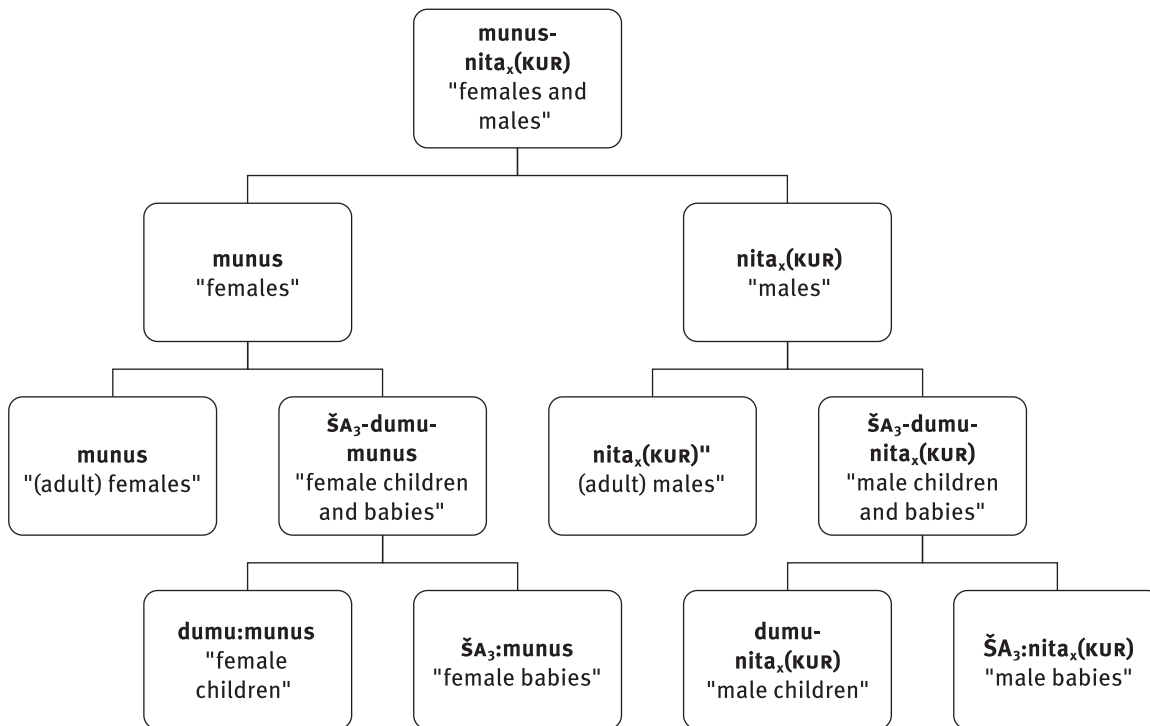 munus-
nitaₓ(KUR)
"females and
males"
munus
"females"
nitaₓ(KUR)
"males"
munus
"(adult) females"
ŠA₃-dumu-
munus
"female children
and babies"
nitaₓ(KUR)"
(adult) males"
ŠA₃-dumu-
nitaₓ(KUR)
"male children
and babies"
dumu:munus
"female
children"
ŠA₃:munus
"female babies"
dumu-
nitaₓ(KUR)
"male children"
ŠA₃:nitaₓ(KUR)
"male babies"